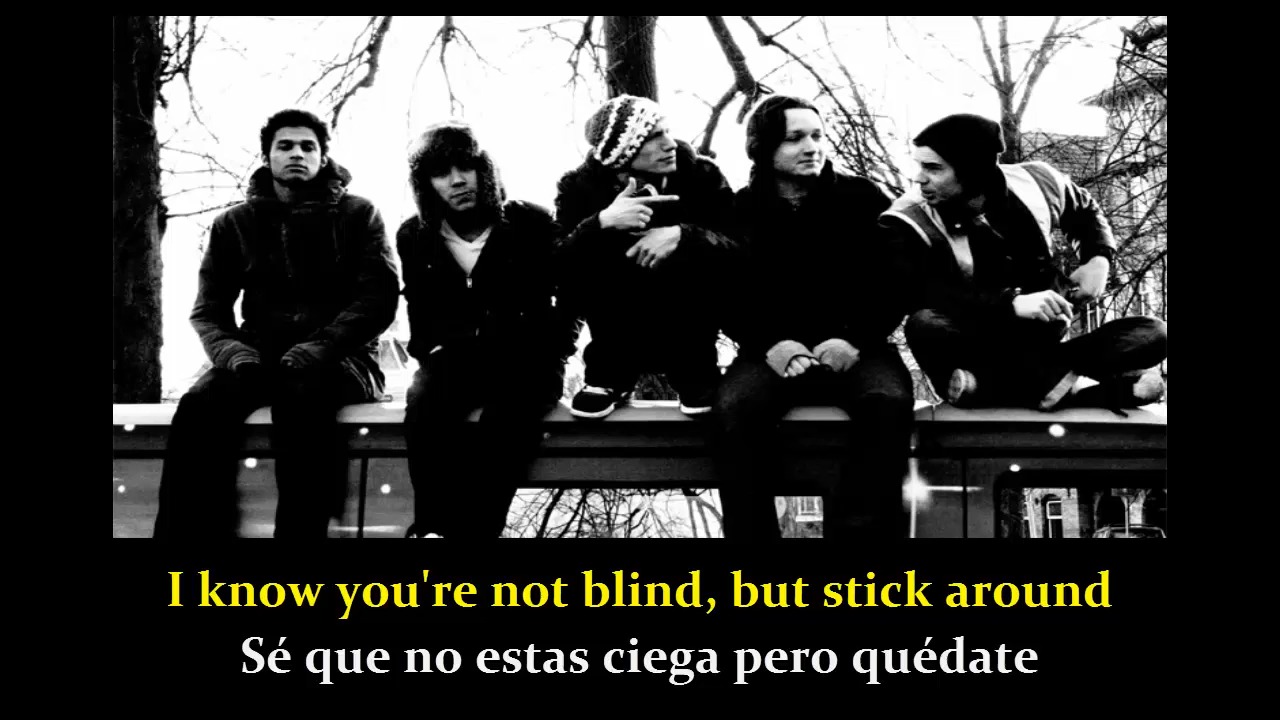 I know you're not blind, but stick around
Sé que no estas ciega pero quédate